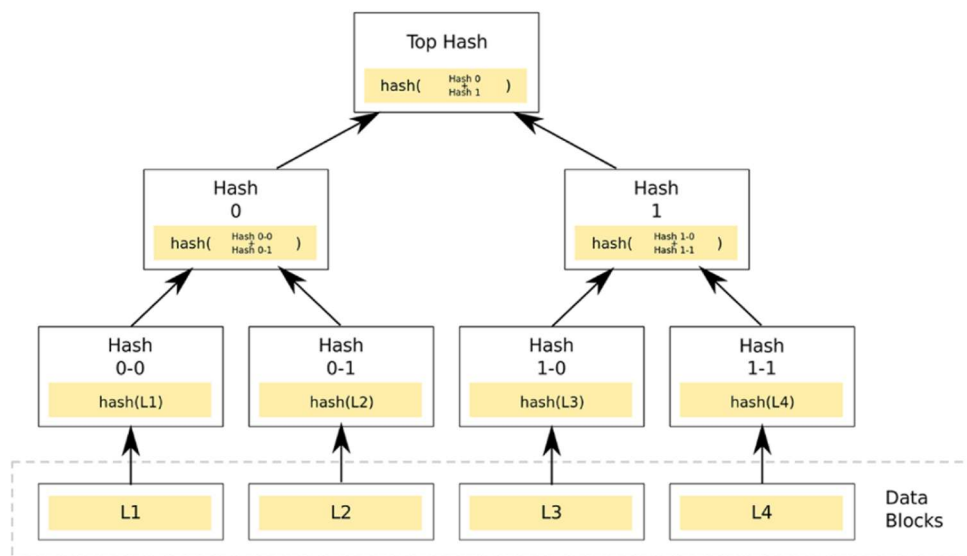 Top Hash
hash( Hash 0 + Hash 1 )
Hash
0
hash( Hash 0-0 + Hash 0-1 )
Hash
1
hash( Hash 1-0 + Hash 1-1 )
Hash
0-0
hash(L1)
Hash
0-1
hash(L2)
Hash
1-0
hash(L3)
Hash
1-1
hash(L4)
L1
L2
L3
L4
Data
Blocks